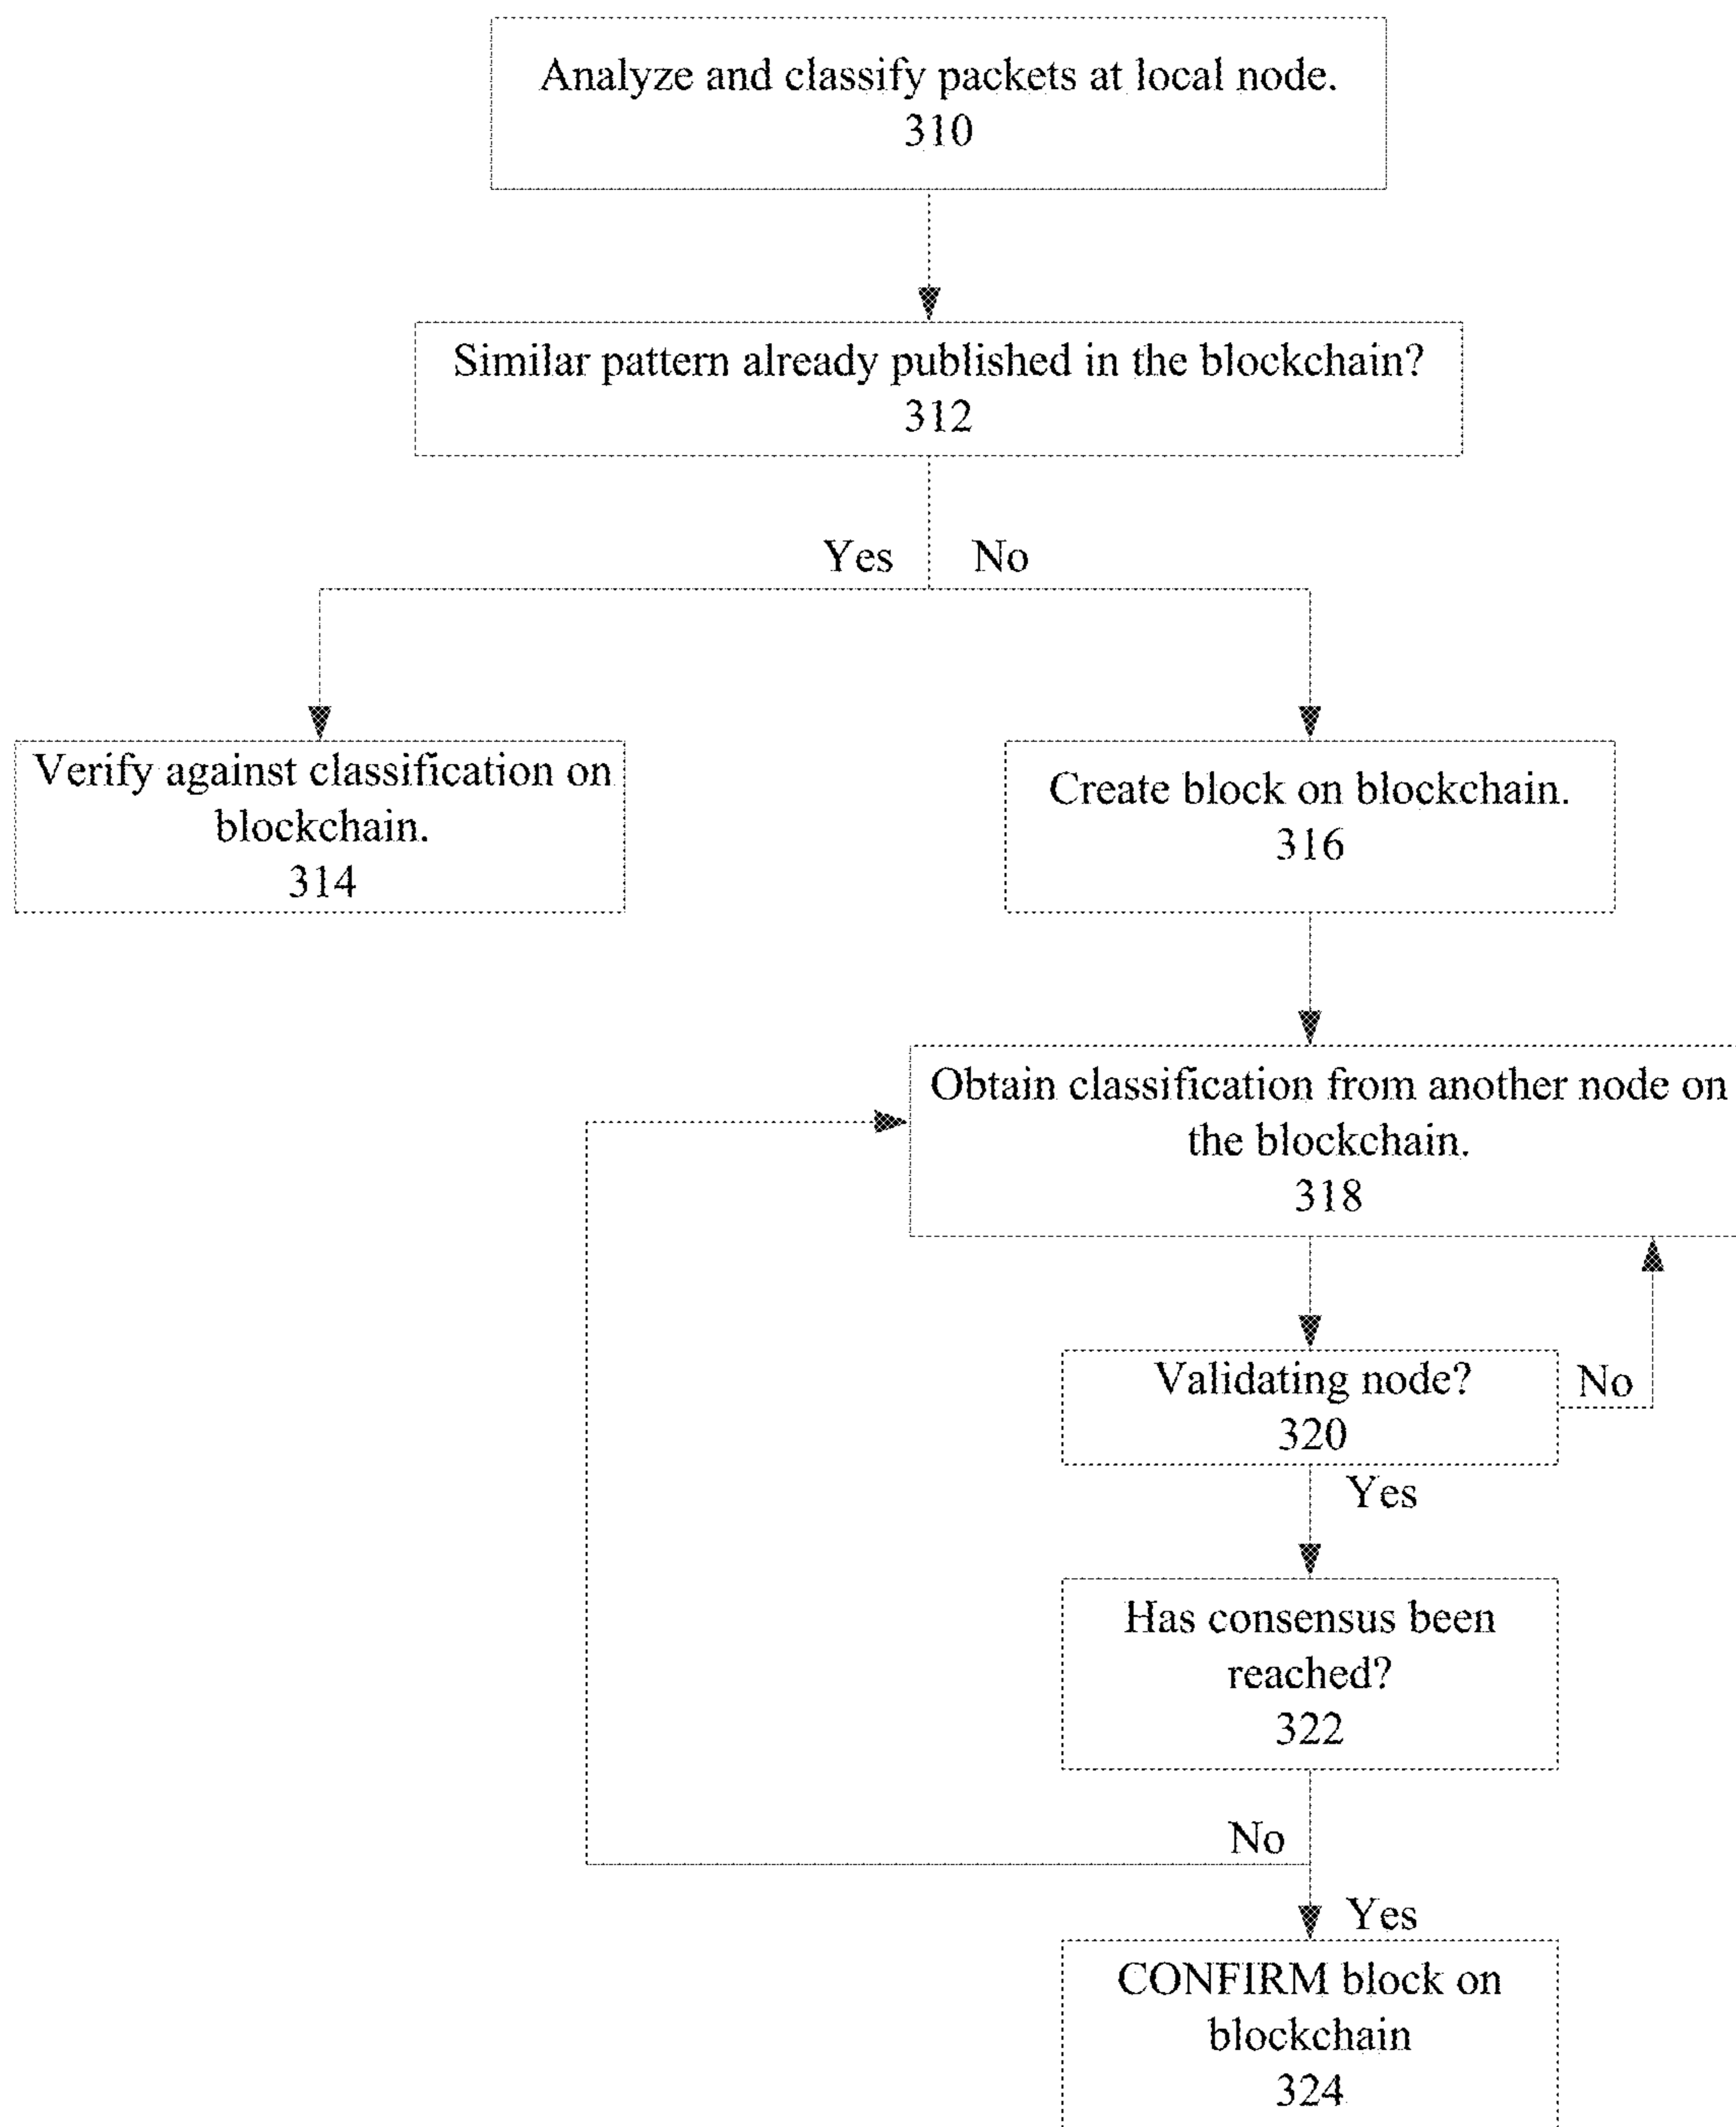 Analyze and classify packets at local node.
310
Similar pattern already published in the blockchain?
312
Yes
No
Verify against classification on
blockchain.
314
Create block on blockchain.
316
Obtain classification from another node on
the blockchain.
318
Validating node?
320
No
Yes
Has consensus been
reached?
322
No
Yes
CONFIRM block on
blockchain
324